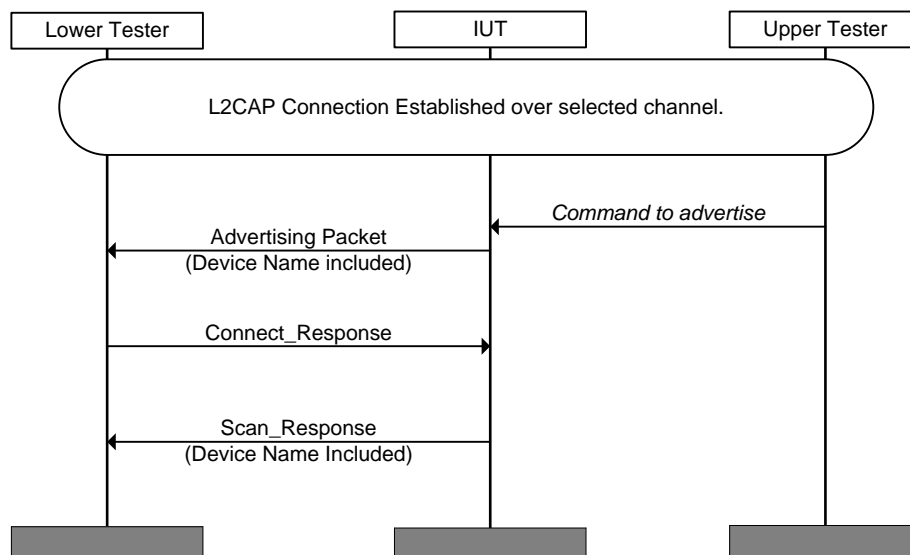 Lower Tester
IUT
Upper Tester
L2CAP Connection Established over selected channel.
Command to advertise
Advertising Packet
(Device Name included)
Connect_Response
Scan_Response
(Device Name Included)